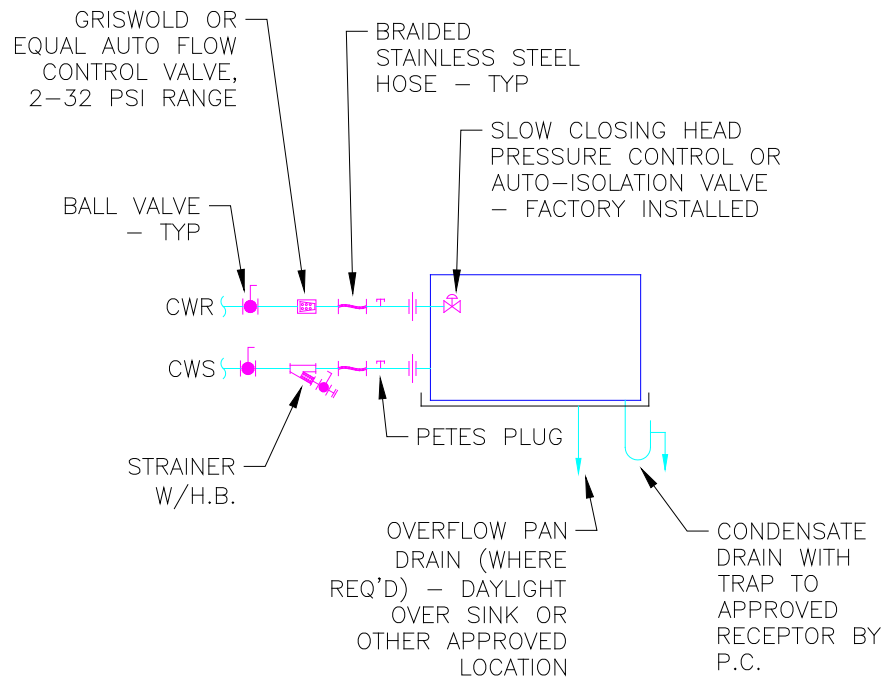 GRISWOLD OR
EQUAL AUTO FLOW
CONTROL VALVE,
2-32 PSI RANGE
BRAIDED
STAINLESS STEEL
HOSE - TYP
SLOW CLOSING HEAD
PRESSURE CONTROL OR
AUTO-ISOLATION VALVE
- FACTORY INSTALLED
BALL VALVE
- TYP
CWR
CWS
PETES PLUG
STRAINER
W/H.B.
OVERFLOW PAN
DRAIN (WHERE
REQ'D) - DAYLIGHT
OVER SINK OR
OTHER APPROVED
LOCATION
CONDENSATE
DRAIN WITH
TRAP TO
APPROVED
RECEPTOR BY
P.C.